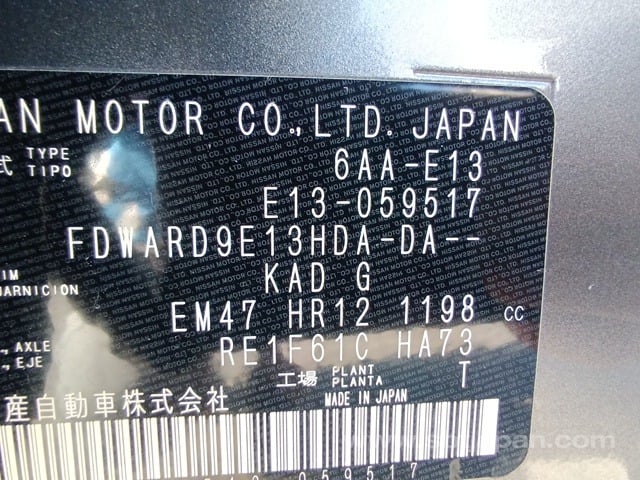 AN MOTOR CO.,LTD. JAPAN
式 TYPE TIPO 6AA-E13
E13-059517
FDWARD9E13HDA-DA--
IM
ARNICION KAD G
EM47 HR12 1198 CC
, AXLE
, EJE RE1F61C HA73
工場 PLANT PLANTA T
産自動車株式会社 MADE IN JAPAN